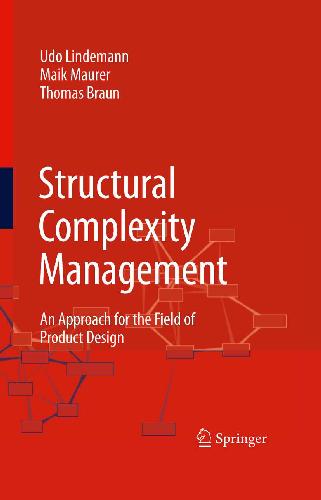 Udo Lindemann
Maik Maurer
Thomas Braun
Structural
Complexity
Management
An Approach for the Field of
Product Design
Springer